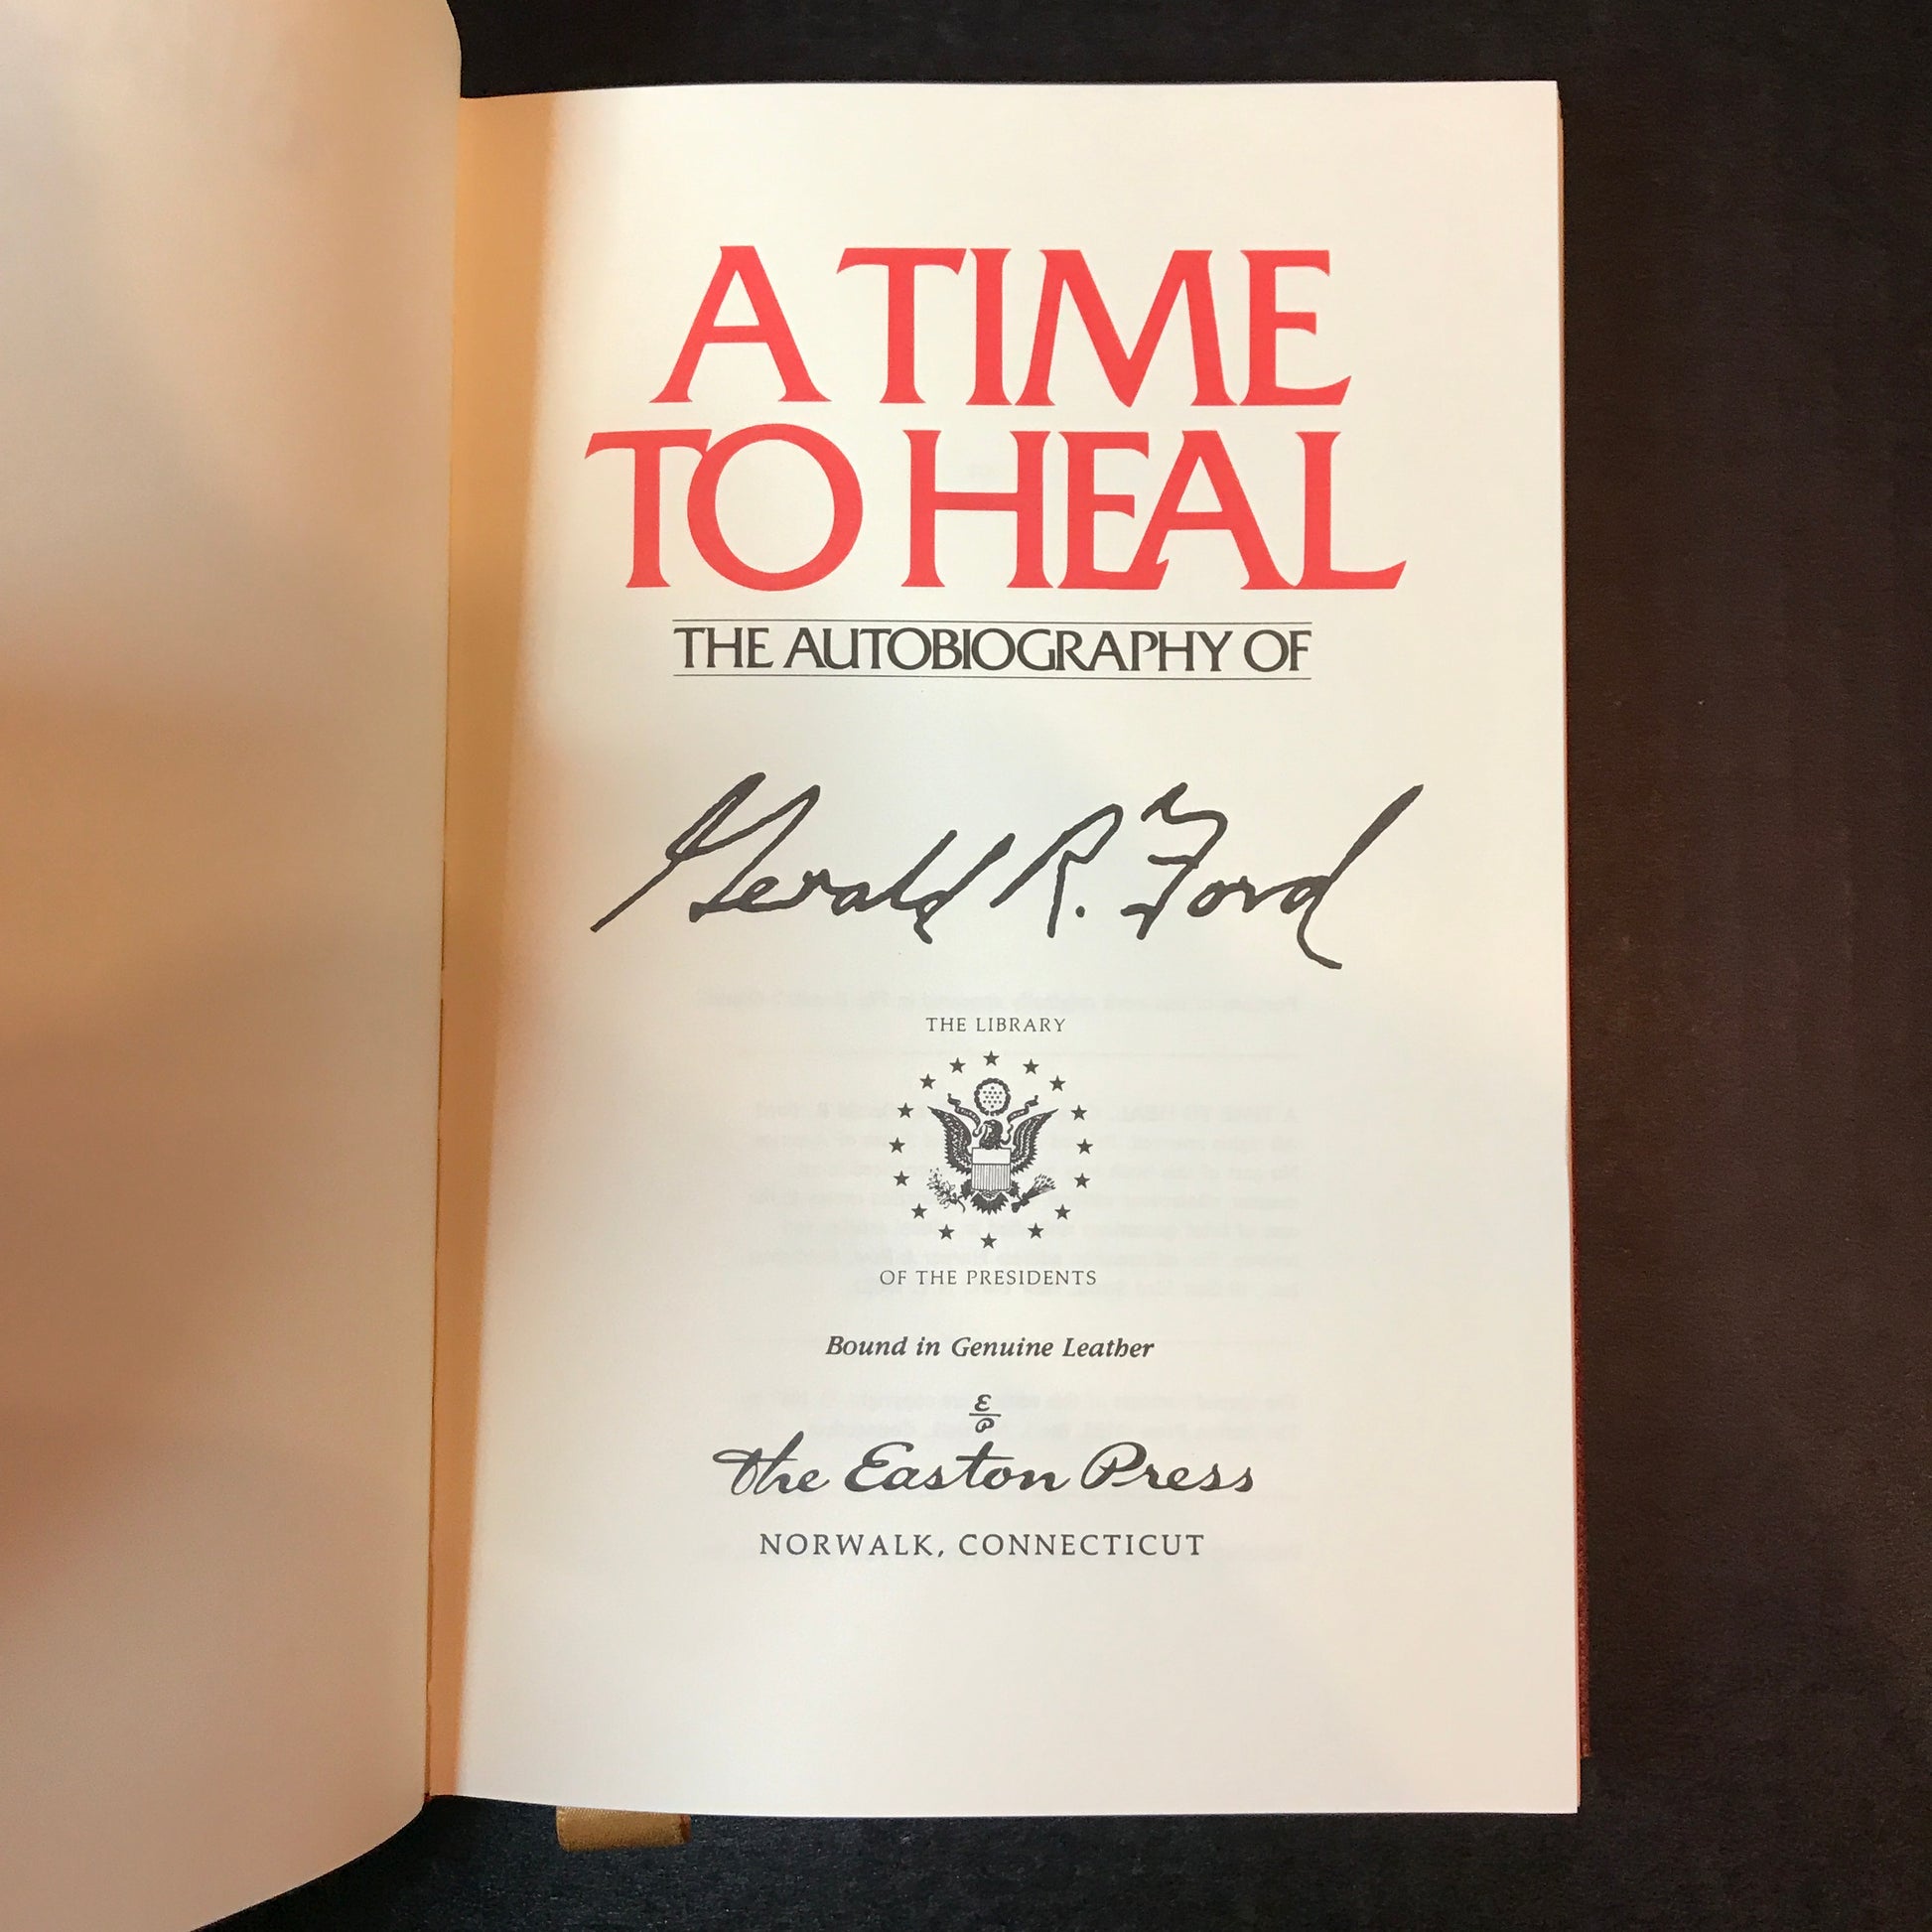 A TIME
TO HEAL
THE AUTOBIOGRAPHY OF
Gerald R. Ford
THE LIBRARY
OF THE PRESIDENTS
Bound in Genuine Leather
E/P
The Easton Press
NORWALK, CONNECTICUT